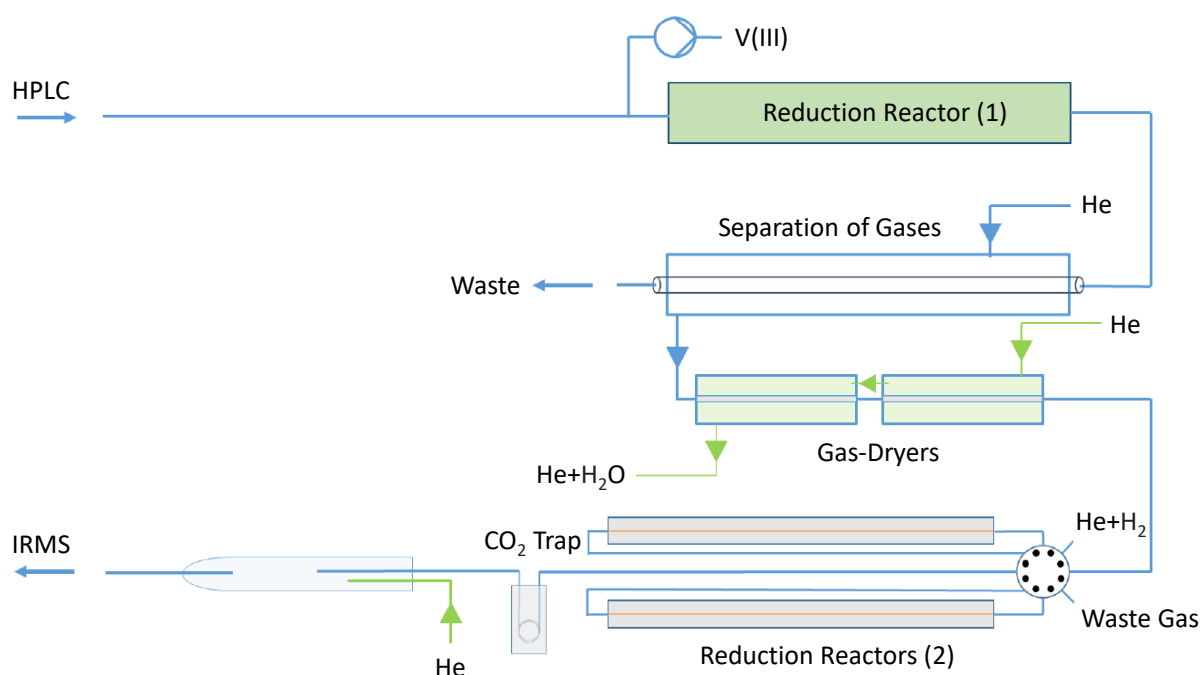 V(III)
HPLC
Reduction Reactor (1)
He
Separation of Gases
Waste
He
Gas-Dryers
He+H₂O
He+H₂
IRMS
CO₂ Trap
Waste Gas
He
Reduction Reactors (2)